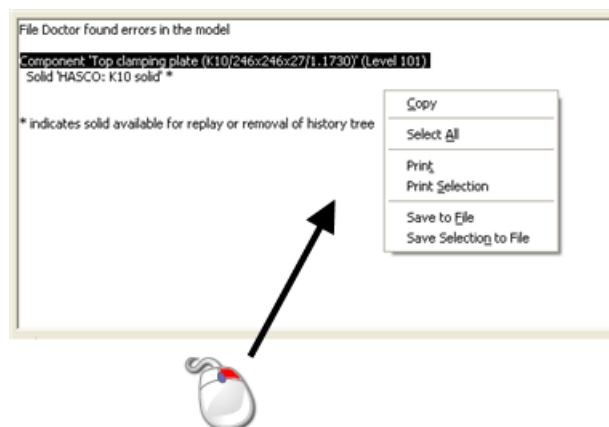 File Doctor found errors in the model
Component 'Top clamping plate (K10/246x246x27/1.1730)' (Level 101)
Solid 'HASCO: K10 solid' *
* indicates solid available for replay or removal of history tree
Copy
Select All
Print
Print Selection
Save to File
Save Selection to File